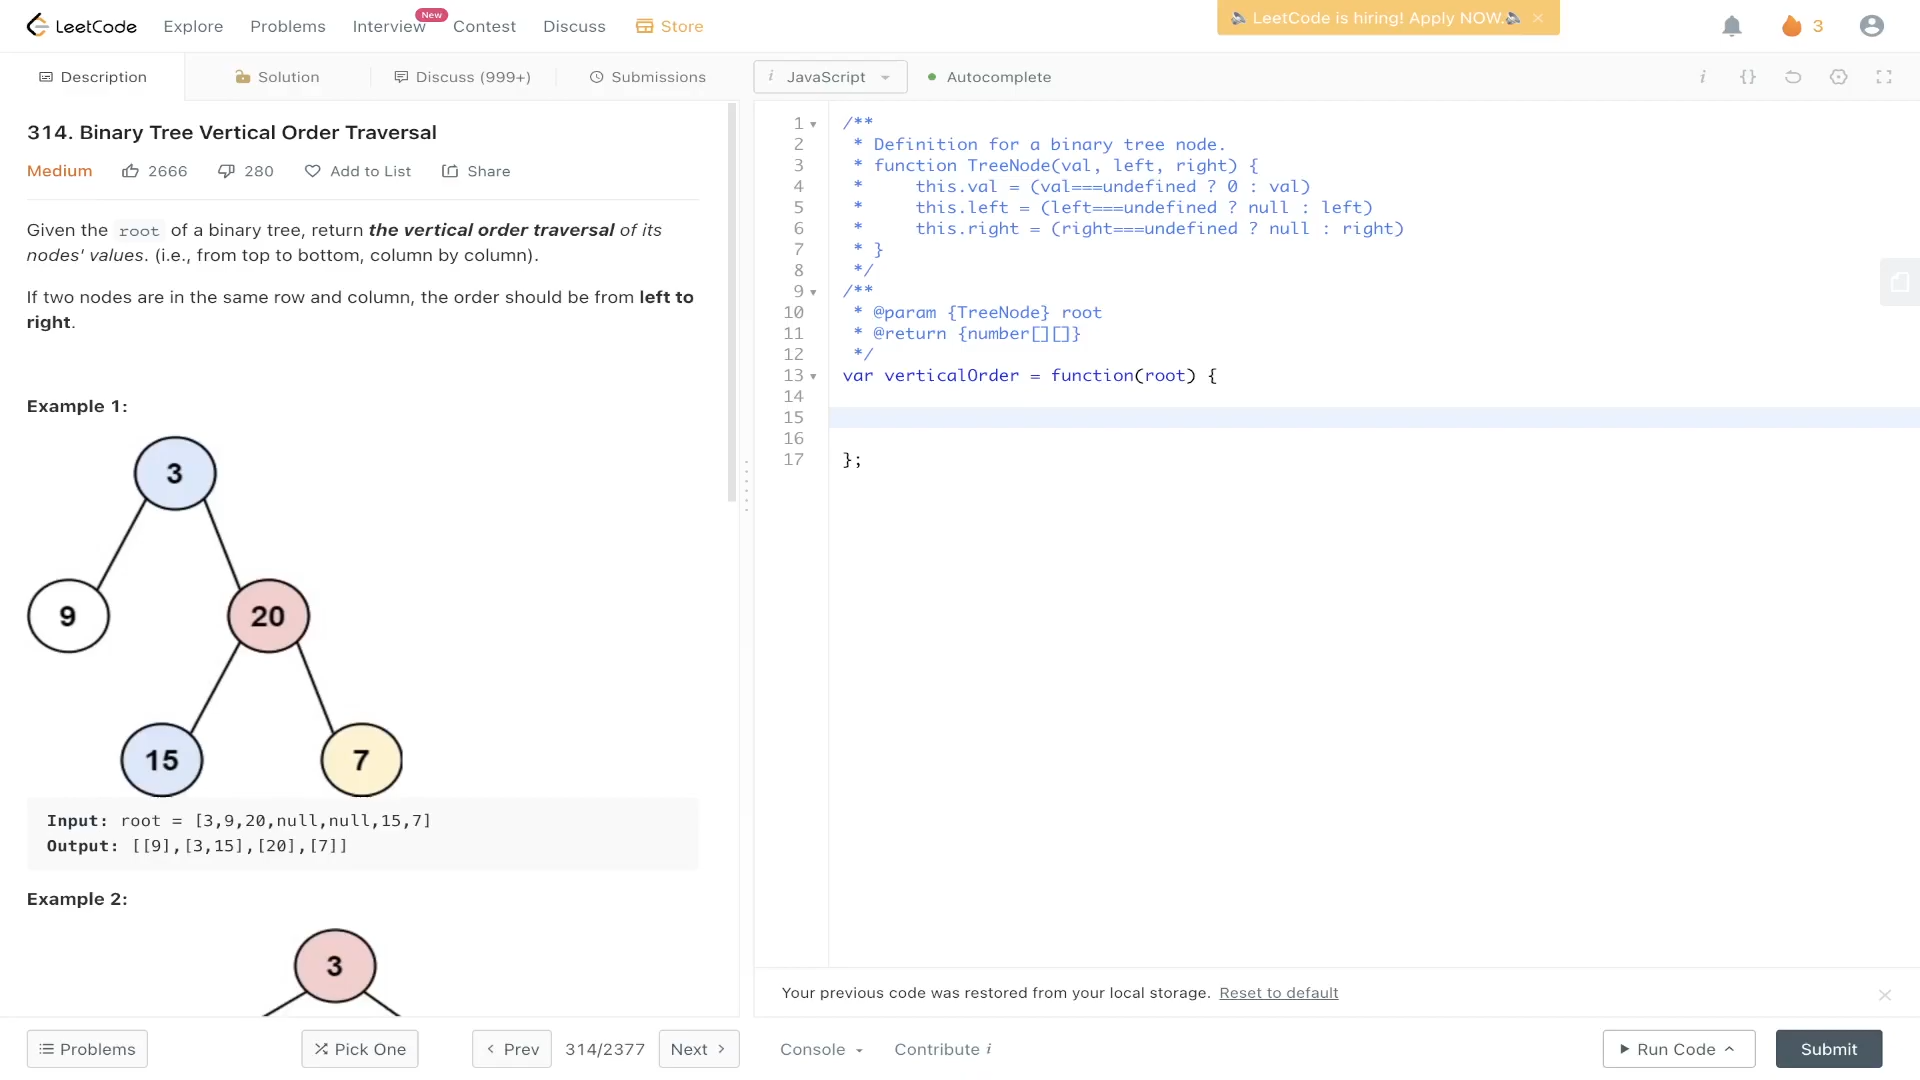 LeetCode Explore Problems Interview New Contest Discuss Store
LeetCode is hiring! Apply NOW.
3
Description Solution Discuss (999+) Submissions
i JavaScript Autocomplete i {}
314. Binary Tree Vertical Order Traversal
Medium 2666 280 Add to List Share
Given the root of a binary tree, return the vertical order traversal of its
nodes' values. (i.e., from top to bottom, column by column).
If two nodes are in the same row and column, the order should be from left to
right.
Example 1:
3
9
20
15
7
Input: root = [3,9,20,null,null,15,7]
Output: [[9],[3,15],[20],[7]]
Example 2:
3
1 /**
2  * Definition for a binary tree node.
3  * function TreeNode(val, left, right) {
4  *     this.val = (val===undefined ? 0 : val)
5  *     this.left = (left===undefined ? null : left)
6  *     this.right = (right===undefined ? null : right)
7  * }
8  */
9 /**
10  * @param {TreeNode} root
11  * @return {number[][]}
12  */
13 var verticalOrder = function(root) {
14
15
16
17 };
Your previous code was restored from your local storage. Reset to default
Problems Pick One Prev 314/2377 Next Console Contribute i Run Code Submit